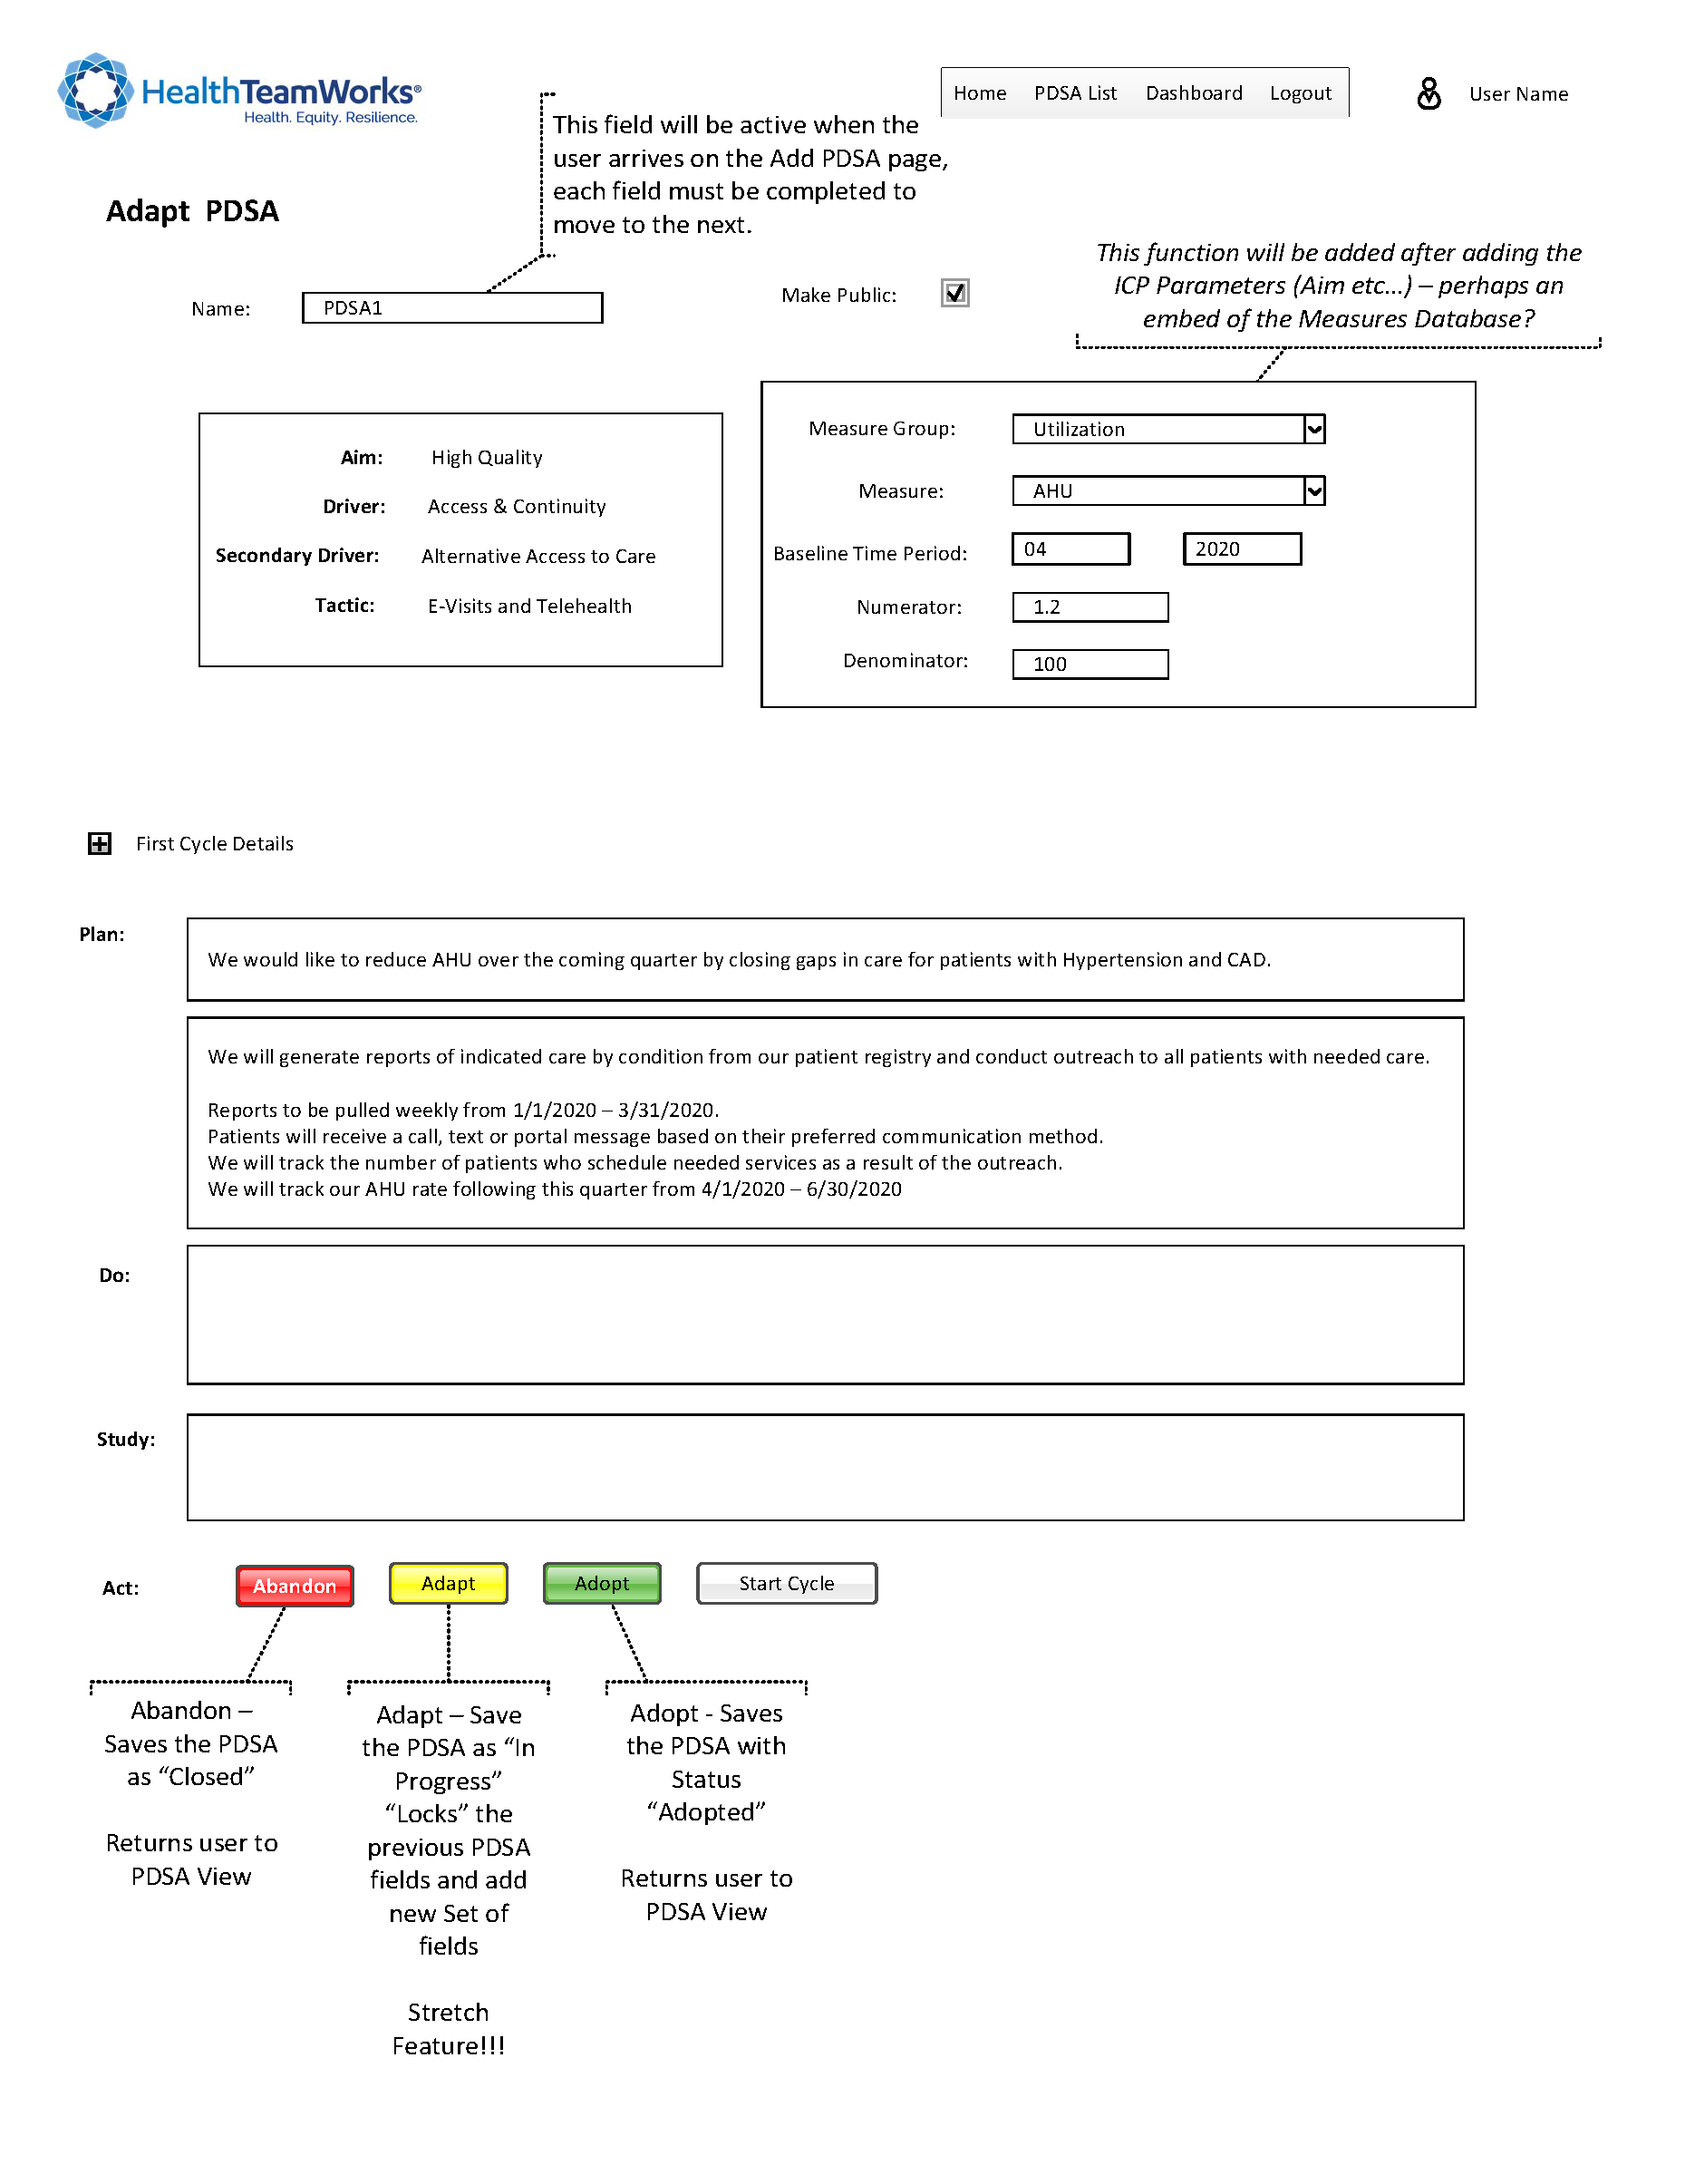 HealthTeamWorks®
Health. Equity. Resilience.
Home PDSA List Dashboard Logout
User Name
This field will be active when the
user arrives on the Add PDSA page,
each field must be completed to
move to the next.
Adapt PDSA
This function will be added after adding the
ICP Parameters (Aim etc...) – perhaps an
embed of the Measures Database?
Name: PDSA1
Make Public:
Aim: High Quality
Driver: Access & Continuity
Secondary Driver: Alternative Access to Care
Tactic: E-Visits and Telehealth
Measure Group: Utilization
Measure: AHU
Baseline Time Period: 04 2020
Numerator: 1.2
Denominator: 100
First Cycle Details
Plan:
We would like to reduce AHU over the coming quarter by closing gaps in care for patients with Hypertension and CAD.
We will generate reports of indicated care by condition from our patient registry and conduct outreach to all patients with needed care.
Reports to be pulled weekly from 1/1/2020 – 3/31/2020.
Patients will receive a call, text or portal message based on their preferred communication method.
We will track the number of patients who schedule needed services as a result of the outreach.
We will track our AHU rate following this quarter from 4/1/2020 – 6/30/2020
Do:
Study:
Act: Abandon Adapt Adopt Start Cycle
Abandon –
Saves the PDSA
as “Closed”
Returns user to
PDSA View
Adapt – Save
the PDSA as “In
Progress”
“Locks” the
previous PDSA
fields and add
new Set of
fields
Stretch
Feature!!!
Adopt - Saves
the PDSA with
Status
“Adopted”
Returns user to
PDSA View